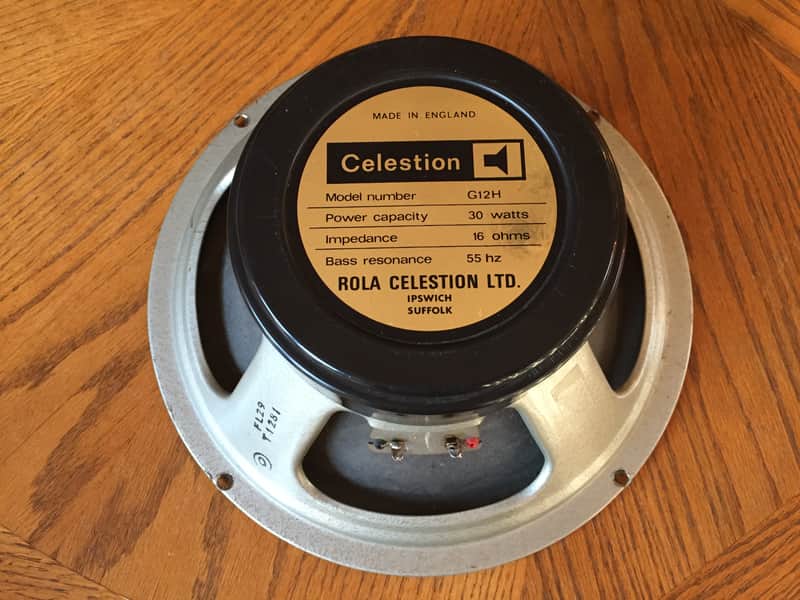 MADE IN ENGLAND
Celestion
Model number G12H
Power capacity 30 watts
Impedance 16 ohms
Bass resonance 55 hz
ROLA CELESTION LTD.
IPSWICH
SUFFOLK
FL29
T1281